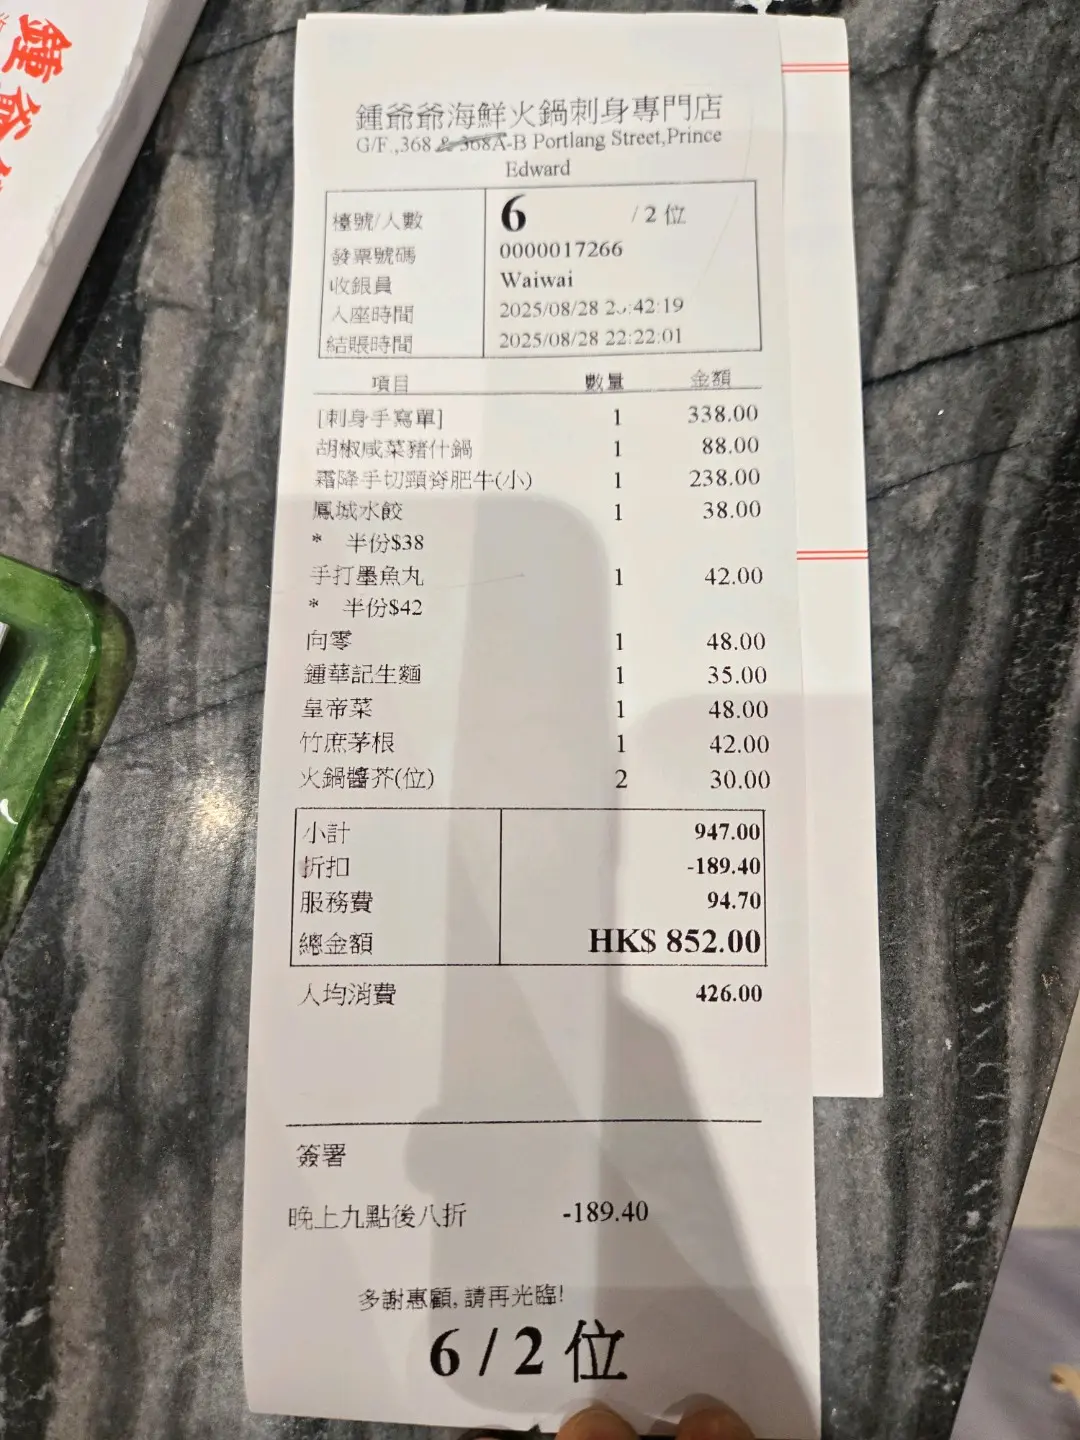 鍾爺爺海鮮火鍋刺身專門店
G/F.,368 & 368A-B Portlang Street,Prince
Edward
檯號/人數 6 / 2 位
發票號碼 0000017266
收銀員 Waiwai
入座時間 2025/08/28 :42:19
結賬時間 2025/08/28 22:22:01
項目 數量 金額
[刺身手寫單] 1 338.00
胡椒咸菜豬什鍋 1 88.00
霜降手切頸脊肥牛(小) 1 238.00
鳳城水餃 1 38.00
* 半份$38
手打墨魚丸 1 42.00
* 半份$42
向零 1 48.00
鍾華記生麵 1 35.00
皇帝菜 1 48.00
竹庶茅根 1 42.00
火鍋醬芥(位) 2 30.00
小計 947.00
折扣 -189.40
服務費 94.70
總金額 HK$ 852.00
人均消費 426.00
簽署
晚上九點後八折 -189.40
多謝惠顧, 請再光臨!
6 / 2 位